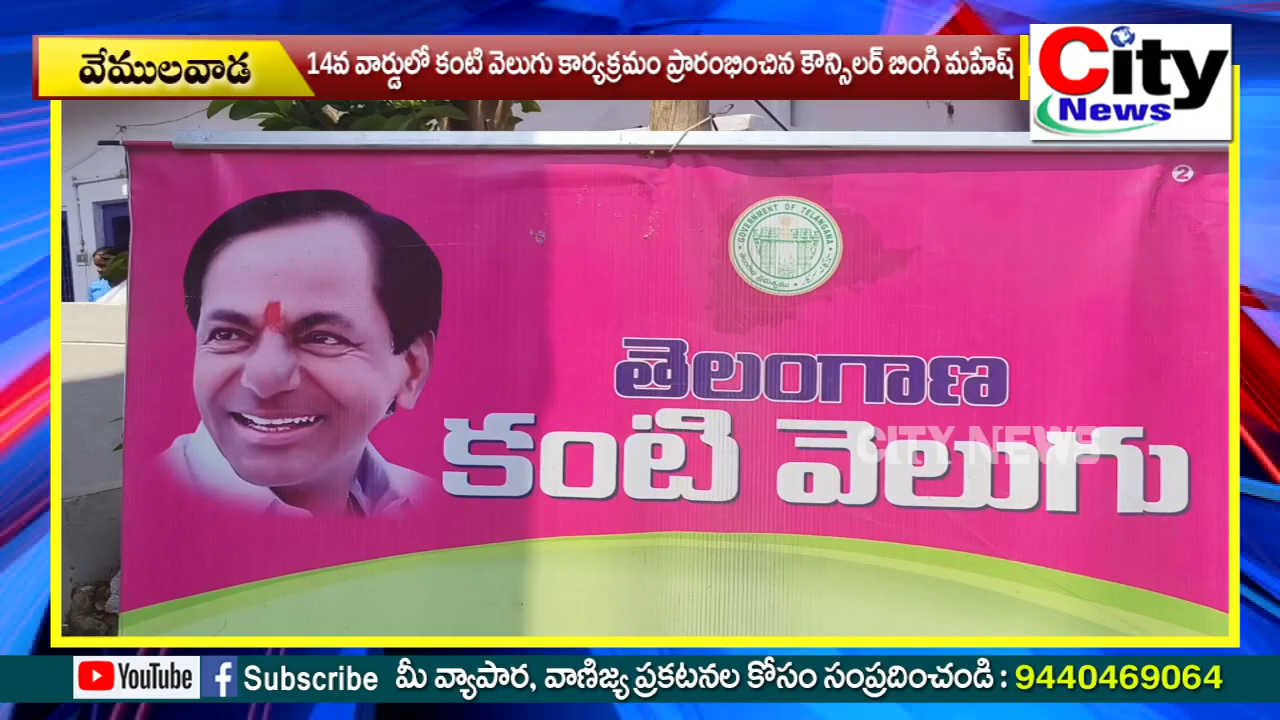 వేములవాడ
14వ వార్డులో కంటి వెలుగు కార్యక్రమం ప్రారంభించిన కౌన్సిలర్ బింగి మహేష్
City
News
2
GOVERNMENT OF TELANGANA
తెలంగాణ
కంటి వెలుగు
CITY NEWS
YouTube f Subscribe మీ వ్యాపార, వాణిజ్య ప్రకటనల కోసం సంప్రదించండి : 9440469064